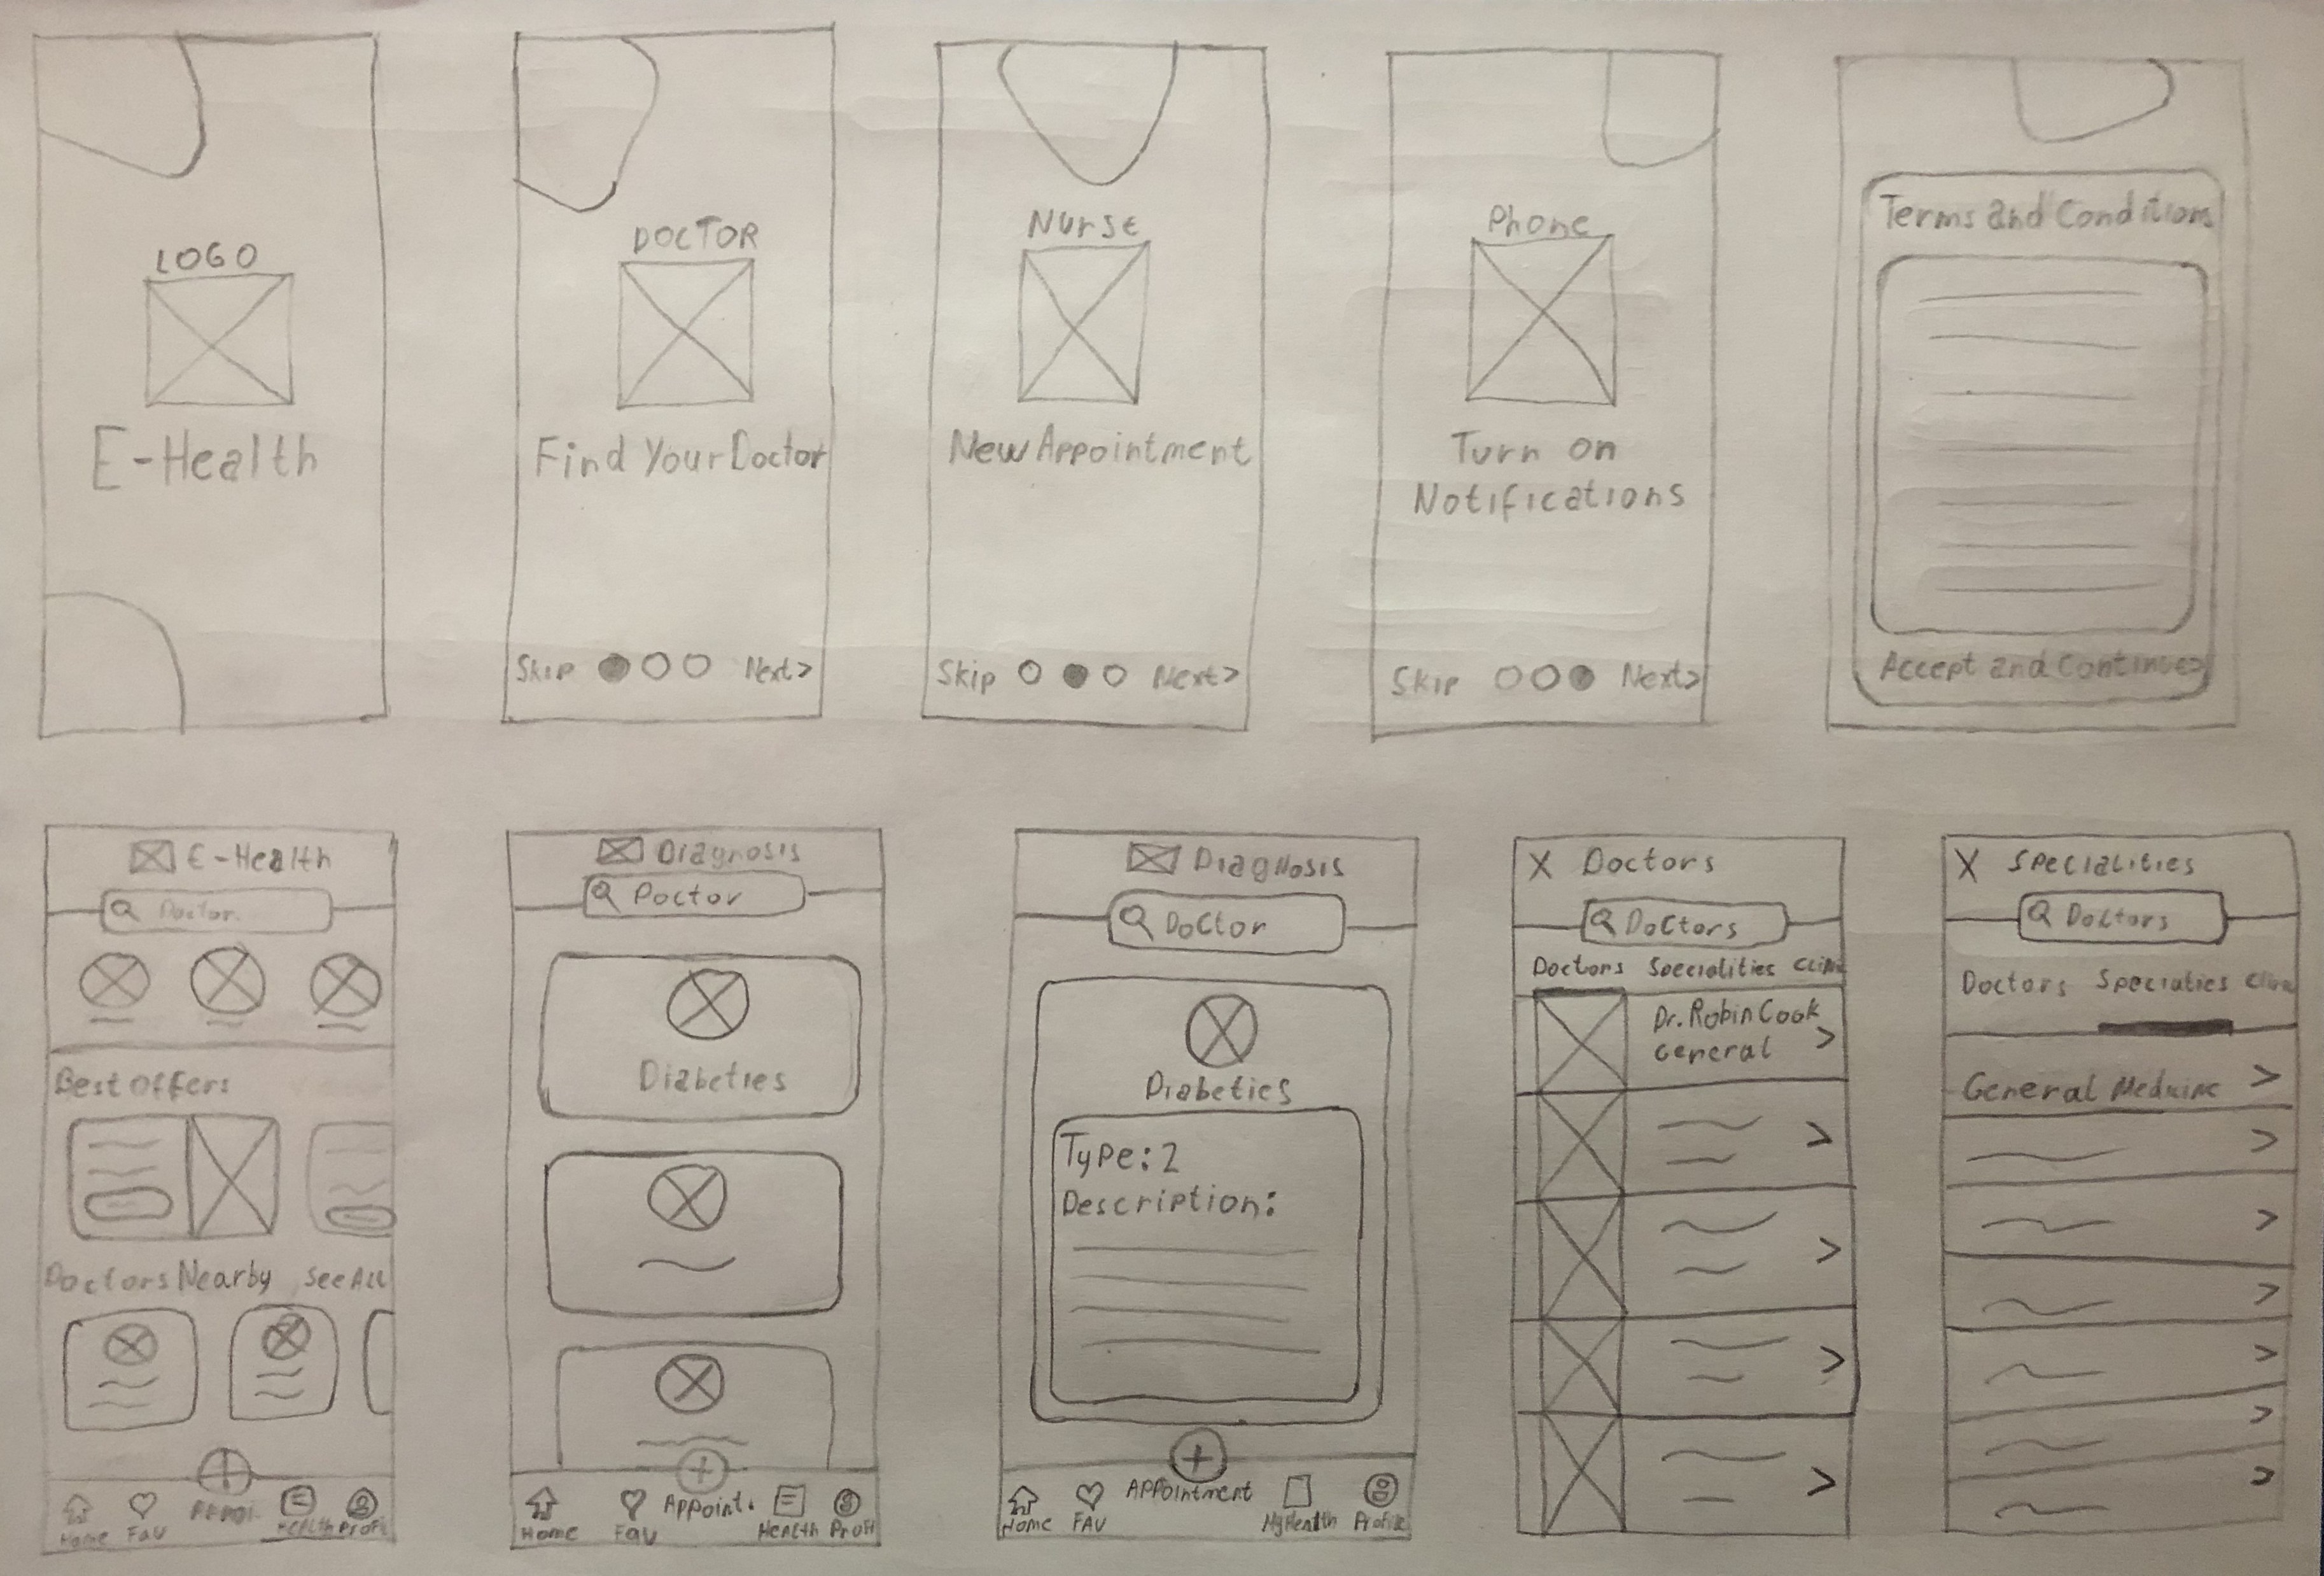 LOGO
E-Health
DOCTOR
Find Your Doctor
Skip Next>
Nurse
New Appointment
Skip Next>
Phone
Turn on
Notifications
Skip Next>
Terms and Conditions
Accept and Continue>
E-Health
Doctor
Best Offers
Doctors Nearby See All
Home Fav Appoi. Health Profi
Diagnosis
Doctor
Diabeties
Home Fav Appoint. Health Profi
Diagnosis
Doctor
Diabetics
Type: 2
Description:
Home FAV Appointment MyHealth Profile
X Doctors
Doctors
Doctors Specialities Clinic
Dr. Robin Cook
General >
>
>
>
>
X Specialities
Doctors
Doctors Specialties Clinic
General Medicine >
>
>
>
>
>
>